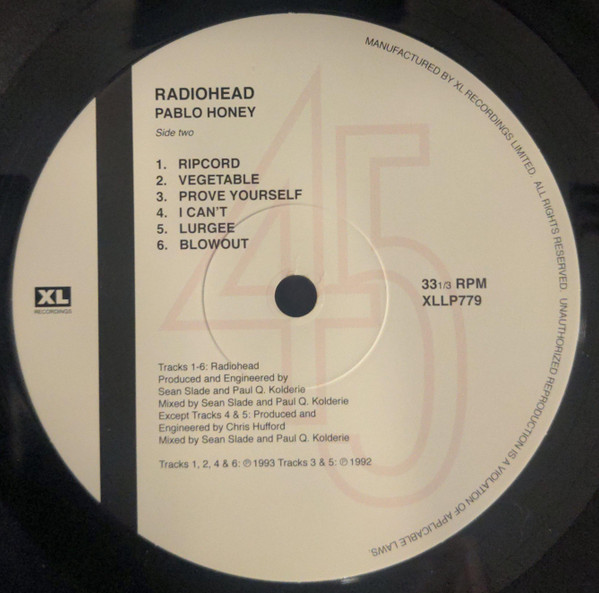 RADIOHEAD
PABLO HONEY
Side two
1. RIPCORD
2. VEGETABLE
3. PROVE YOURSELF
4. I CAN'T
5. LURGEE
6. BLOWOUT
45
XL
RECORDINGS
33 1/3 RPM
XLLP779
Tracks 1-6: Radiohead
Produced and Engineered by
Sean Slade and Paul Q. Kolderie
Mixed by Sean Slade and Paul Q. Kolderie
Except Tracks 4 & 5: Produced and
Engineered by Chris Hufford
Mixed by Sean Slade and Paul Q. Kolderie
Tracks 1, 2, 4 & 6: ℗ 1993 Tracks 3 & 5: ℗ 1992
MANUFACTURED BY XL RECORDINGS LIMITED. ALL RIGHTS RESERVED. UNAUTHORIZED REPRODUCTION IS A VIOLATION OF APPLICABLE LAWS.